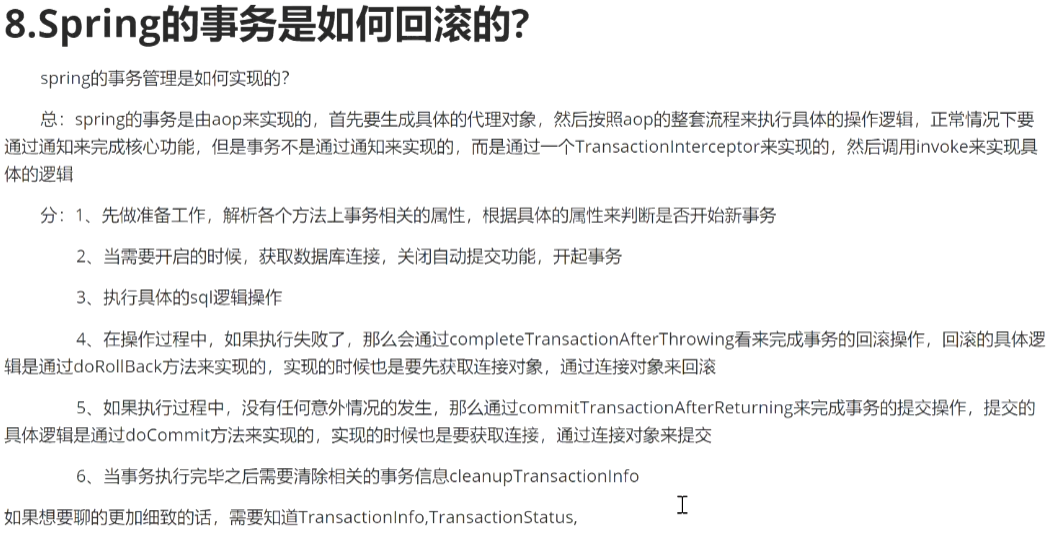 8.Spring的事务是如何回滚的?
spring的事务管理是如何实现的?
总：spring的事务是由aop来实现的，首先要生成具体的代理对象，然后按照aop的整套流程来执行具体的操作逻辑，正常情况下要
通过通知来完成核心功能，但是事务不是通过通知来实现的，而是通过一个TransactionInterceptor来实现的，然后调用invoke来实现具
体的逻辑
分：1、先做准备工作，解析各个方法上事务相关的属性，根据具体的属性来判断是否开始新事务
2、当需要开启的时候，获取数据库连接，关闭自动提交功能，开起事务
3、执行具体的sql逻辑操作
4、在操作过程中，如果执行失败了，那么会通过completeTransactionAfterThrowing看来完成事务的回滚操作，回滚的具体逻
辑是通过doRollBack方法来实现的，实现的时候也是要先获取连接对象，通过连接对象来回滚
5、如果执行过程中，没有任何意外情况的发生，那么通过commitTransactionAfterReturning来完成事务的提交操作，提交的
具体逻辑是通过doCommit方法来实现的，实现的时候也是要获取连接，通过连接对象来提交
6、当事务执行完毕之后需要清除相关的事务信息cleanupTransactionInfo
如果想要聊的更加细致的话，需要知道TransactionInfo,TransactionStatus,